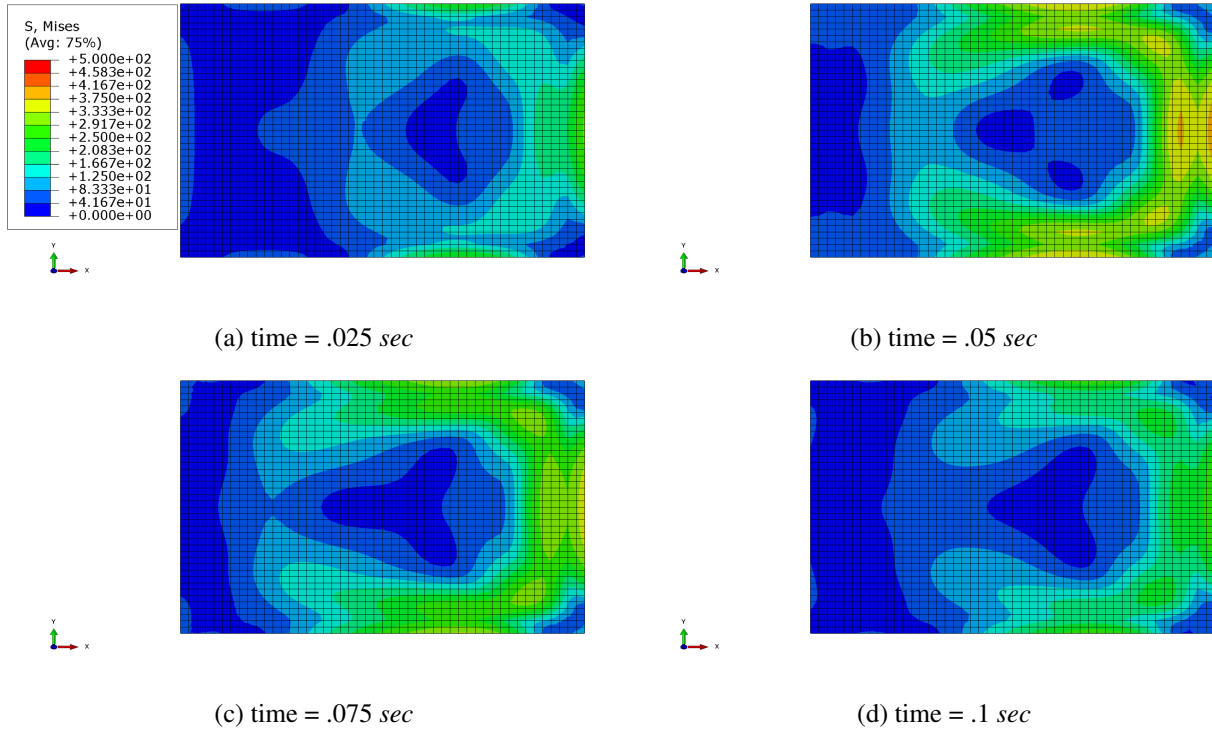 S, Mises
(Avg: 75%)
+5.000e+02
+4.583e+02
+4.167e+02
+3.750e+02
+3.333e+02
+2.917e+02
+2.500e+02
+2.083e+02
+1.667e+02
+1.250e+02
+8.333e+01
+4.167e+01
+0.000e+00
Y
X
Y
X
(a) time = .025 sec
(b) time = .05 sec
Y
X
Y
X
(c) time = .075 sec
(d) time = .1 sec